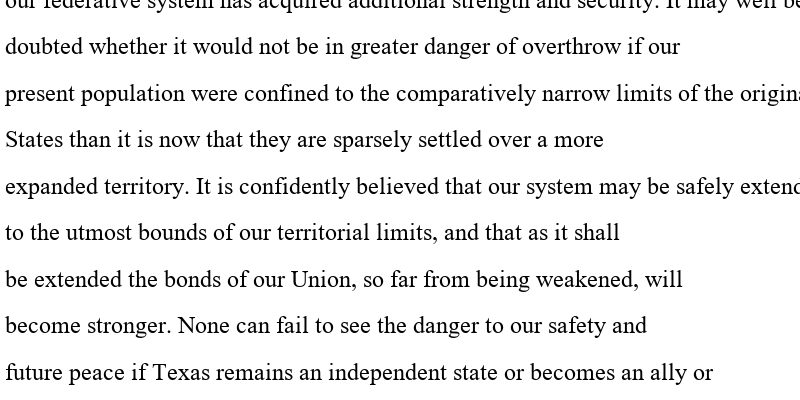 our federative system has acquired additional strength and security. It may well be
doubted whether it would not be in greater danger of overthrow if our
present population were confined to the comparatively narrow limits of the origina
States than it is now that they are sparsely settled over a more
expanded territory. It is confidently believed that our system may be safely extend
to the utmost bounds of our territorial limits, and that as it shall
be extended the bonds of our Union, so far from being weakened, will
become stronger. None can fail to see the danger to our safety and
future peace if Texas remains an independent state or becomes an ally or